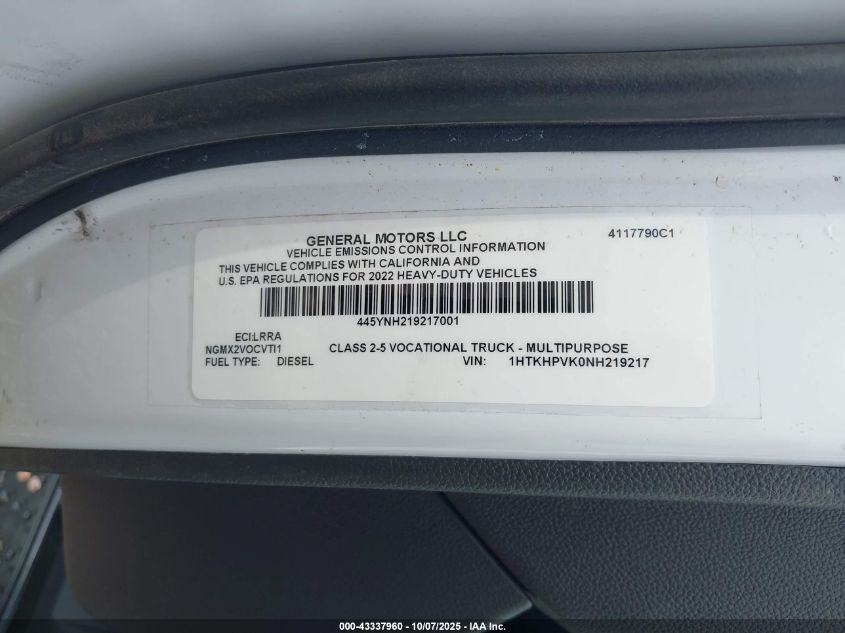 GENERAL MOTORS LLC
4117790C1
VEHICLE EMISSIONS CONTROL INFORMATION
THIS VEHICLE COMPLIES WITH CALIFORNIA AND
U.S. EPA REGULATIONS FOR 2022 HEAVY-DUTY VEHICLES
445YNH219217001
ECI:LRRA
NGMX2VOCVTI1 CLASS 2-5 VOCATIONAL TRUCK - MULTIPURPOSE
FUEL TYPE: DIESEL VIN: 1HTKHPVK0NH219217
000-43337960 - 10/07/2025 - IAA Inc.